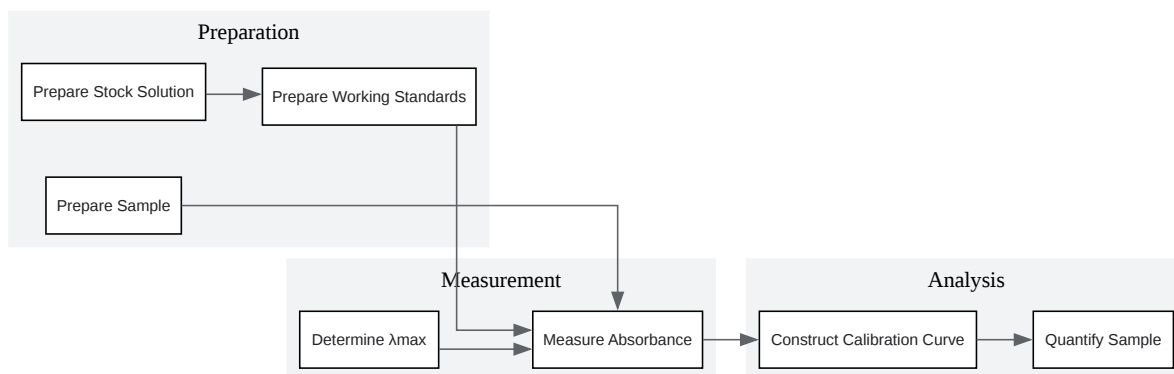 Preparation
Prepare Stock Solution
Prepare Working Standards
Prepare Sample
Measurement
Determine λmax
Measure Absorbance
Analysis
Construct Calibration Curve
Quantify Sample